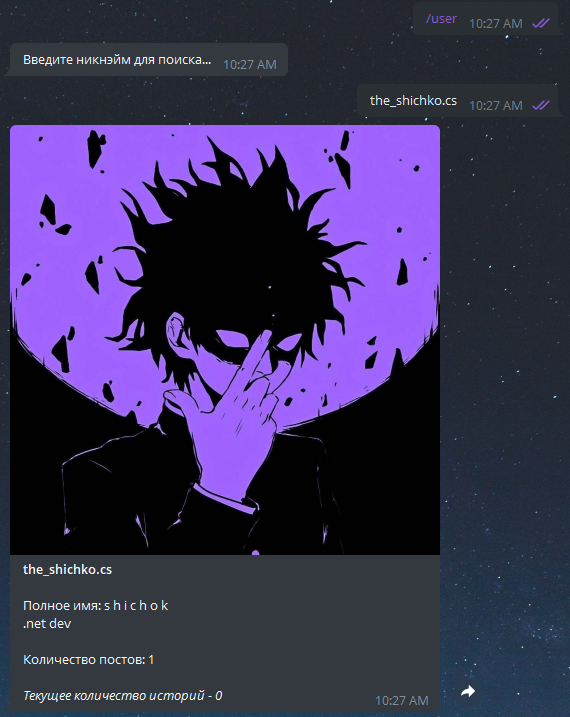 /user 10:27 AM
Введите никнэйм для поиска... 10:27 AM
the_shichko.cs 10:27 AM
the_shichko.cs
Полное имя: s h i c h o k
.net dev
Количество постов: 1
Текущее количество историй - 0
10:27 AM